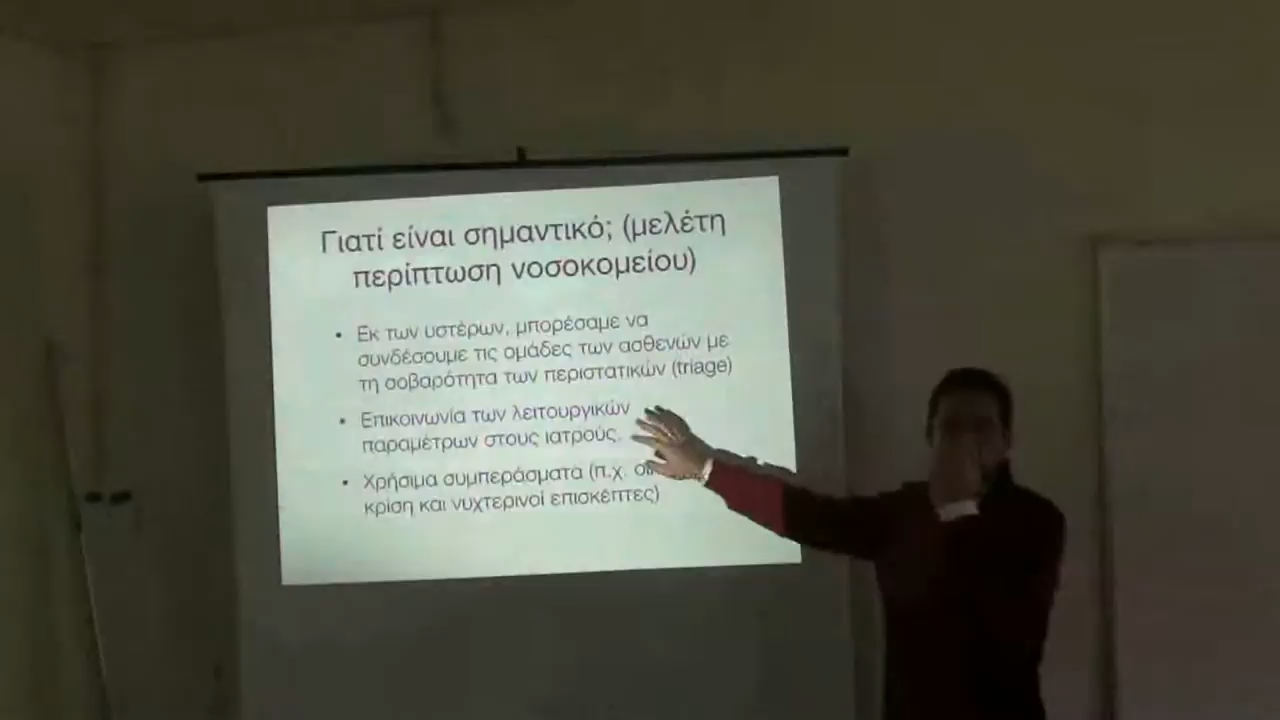 Γιατί είναι σημαντικό; (μελέτη
περίπτωση νοσοκομείου)
• Εκ των υστέρων, μπορέσαμε να
συνδέσουμε τις ομάδες των ασθενών με
τη σοβαρότητα των περιστατικών (triage)
• Επικοινωνία των λειτουργικών
παραμέτρων στους ιατρούς.
• Χρήσιμα συμπεράσματα (π.χ.
κρίση και νυχτερινοί επισκέπτες)